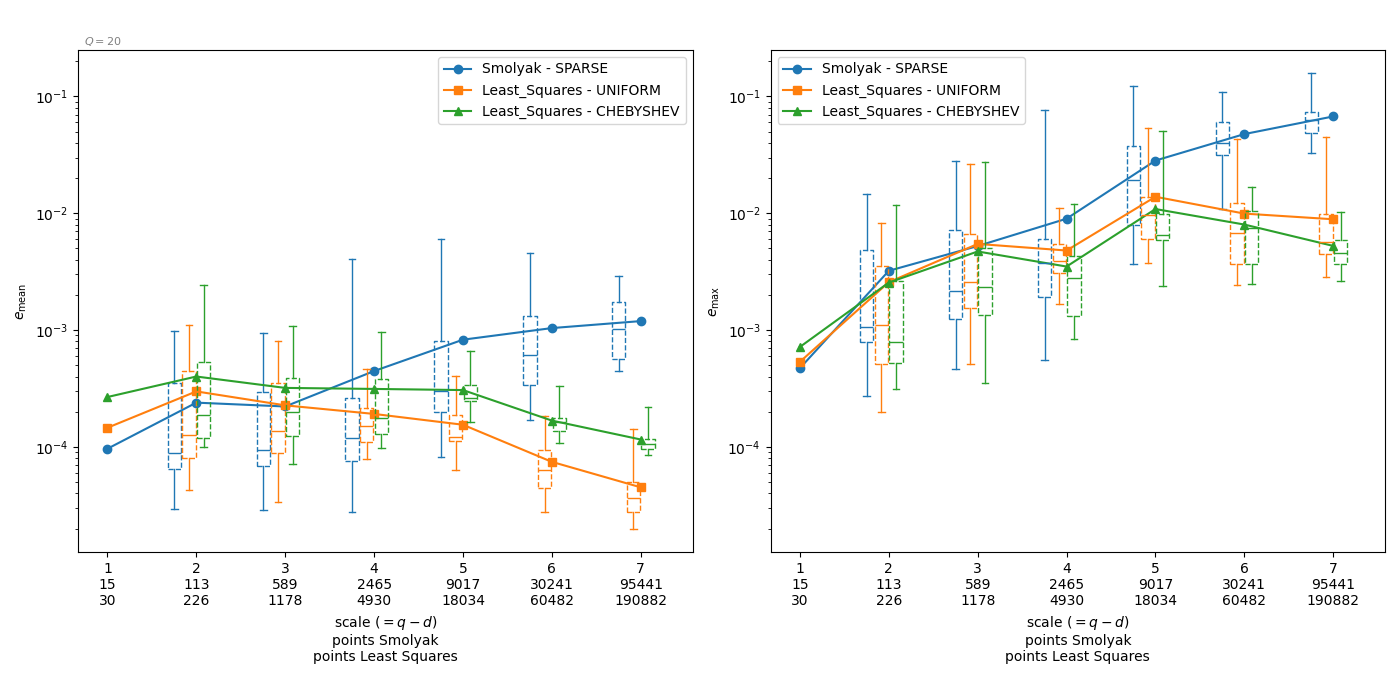 Q = 20
Smolyak - SPARSE
Least_Squares - UNIFORM
Least_Squares - CHEBYSHEV
10⁻¹
10⁻²
10⁻³
10⁻⁴
e_mean
1 2 3 4 5 6 7
15 113 589 2465 9017 30241 95441
30 226 1178 4930 18034 60482 190882
scale (= q − d)
points Smolyak
points Least Squares
Smolyak - SPARSE
Least_Squares - UNIFORM
Least_Squares - CHEBYSHEV
10⁻¹
10⁻²
10⁻³
10⁻⁴
e_max
1 2 3 4 5 6 7
15 113 589 2465 9017 30241 95441
30 226 1178 4930 18034 60482 190882
scale (= q − d)
points Smolyak
points Least Squares